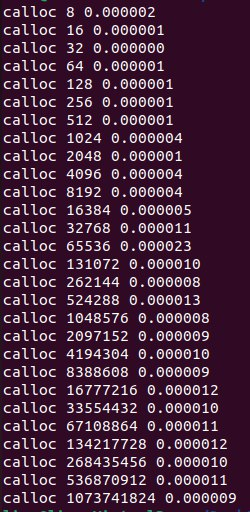 calloc 8 0.000002
calloc 16 0.000001
calloc 32 0.000000
calloc 64 0.000001
calloc 128 0.000001
calloc 256 0.000001
calloc 512 0.000001
calloc 1024 0.000004
calloc 2048 0.000001
calloc 4096 0.000004
calloc 8192 0.000004
calloc 16384 0.000005
calloc 32768 0.000011
calloc 65536 0.000023
calloc 131072 0.000010
calloc 262144 0.000008
calloc 524288 0.000013
calloc 1048576 0.000008
calloc 2097152 0.000009
calloc 4194304 0.000010
calloc 8388608 0.000009
calloc 16777216 0.000012
calloc 33554432 0.000010
calloc 67108864 0.000011
calloc 134217728 0.000012
calloc 268435456 0.000010
calloc 536870912 0.000011
calloc 1073741824 0.000009